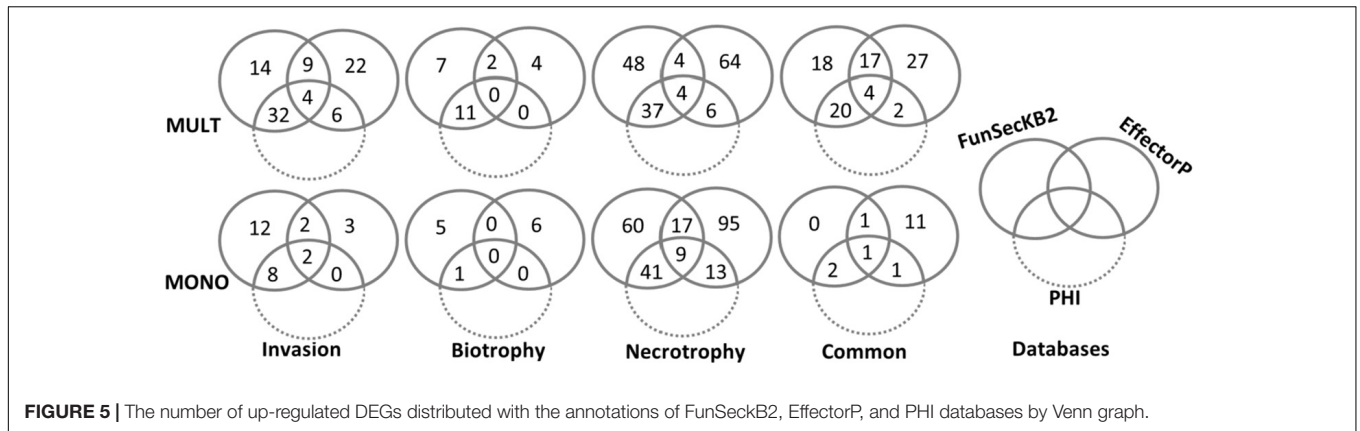 14 9 22 7 2 4 48 4 64 18 17 27
4 0 4 4
32 6 11 0 37 6 20 2
MULT
FunSecKB2 EffectorP
12 2 3 5 0 6 60 17 95 0 1 11
2 0 9 1
8 0 1 0 41 13 2 1
MONO
PHI
Invasion Biotrophy Necrotrophy Common Databases
FIGURE 5 | The number of up-regulated DEGs distributed with the annotations of FunSeckB2, EffectorP, and PHI databases by Venn graph.